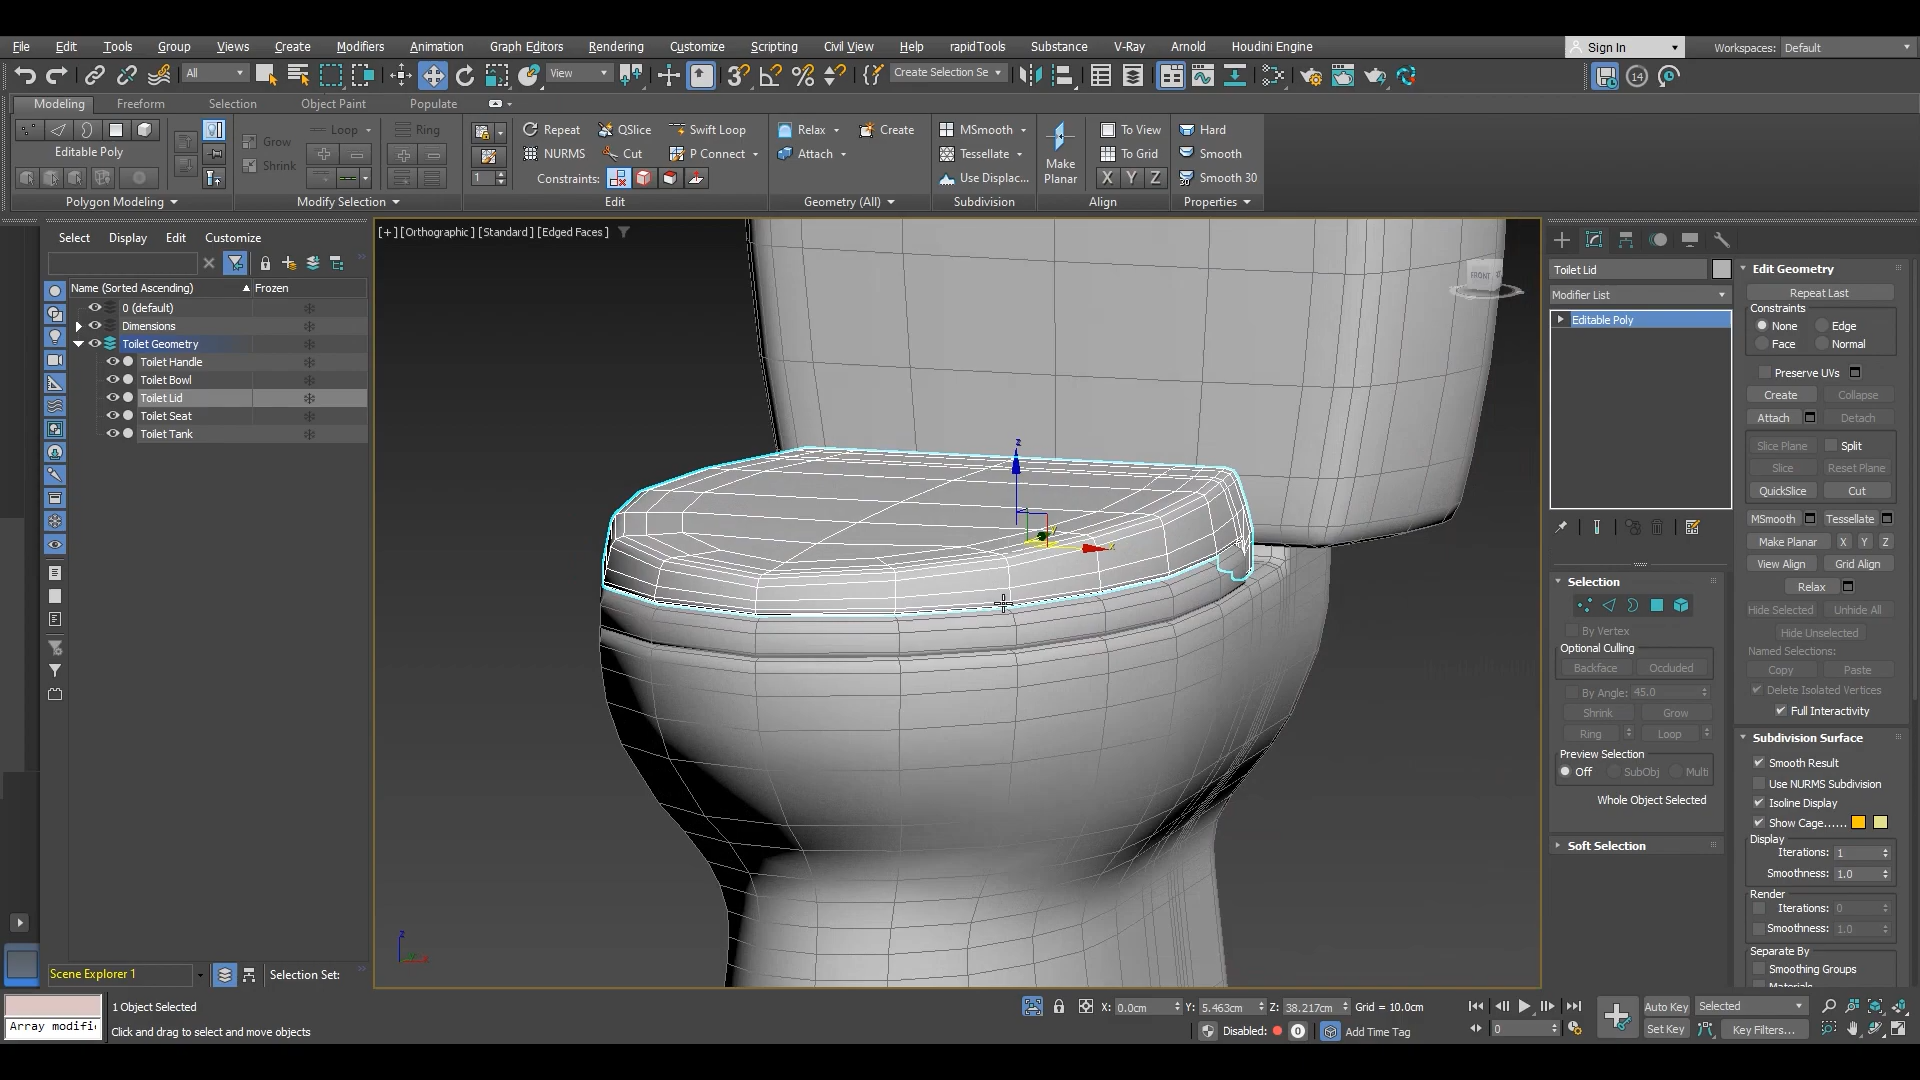 File Edit Tools Group Views Create Modifiers Animation Graph Editors Rendering Customize Scripting Civil View Help rapidTools Substance V-Ray Arnold Houdini Engine Sign In Workspaces: Default
All View Create Selection Se 14
Modeling Freeform Selection Object Paint Populate
Grow Loop Ring Repeat QSlice Swift Loop Relax Create MSmooth To View Hard
Editable Poly Shrink NURMS Cut P Connect Attach Tessellate Make Planar To Grid Smooth
1 Constraints: Use Displac... X Y Z Smooth 30
Polygon Modeling Modify Selection Edit Geometry (All) Subdivision Align Properties
Select Display Edit Customize
Name (Sorted Ascending) Frozen
0 (default)
Dimensions
Toilet Geometry
Toilet Handle
Toilet Bowl
Toilet Lid
Toilet Seat
Toilet Tank
Scene Explorer 1 Selection Set:
[+] [Orthographic] [Standard] [Edged Faces]
FRONT
z
x
Toilet Lid
Modifier List
Editable Poly
Selection
By Vertex
Optional Culling
Backface Occluded
By Angle: 45.0
Shrink Grow
Ring Loop
Preview Selection
Off SubObj Multi
Whole Object Selected
Soft Selection
Edit Geometry
Repeat Last
Constraints
None Edge
Face Normal
Preserve UVs
Create Collapse
Attach Detach
Slice Plane Split
Slice Reset Plane
QuickSlice Cut
MSmooth Tessellate
Make Planar X Y Z
View Align Grid Align
Relax
Hide Selected Unhide All
Hide Unselected
Named Selections:
Copy Paste
Delete Isolated Vertices
Full Interactivity
Subdivision Surface
Smooth Result
Use NURMS Subdivision
Isoline Display
Show Cage......
Display
Iterations: 1
Smoothness: 1.0
Render
Iterations: 0
Smoothness: 1.0
Separate By
Smoothing Groups
Materials
Array modifi
1 Object Selected
Click and drag to select and move objects
X: 0.0cm Y: 5.463cm Z: 38.217cm Grid = 10.0cm
Disabled: 0 Add Time Tag
0
Auto Key Selected
Set Key Key Filters...